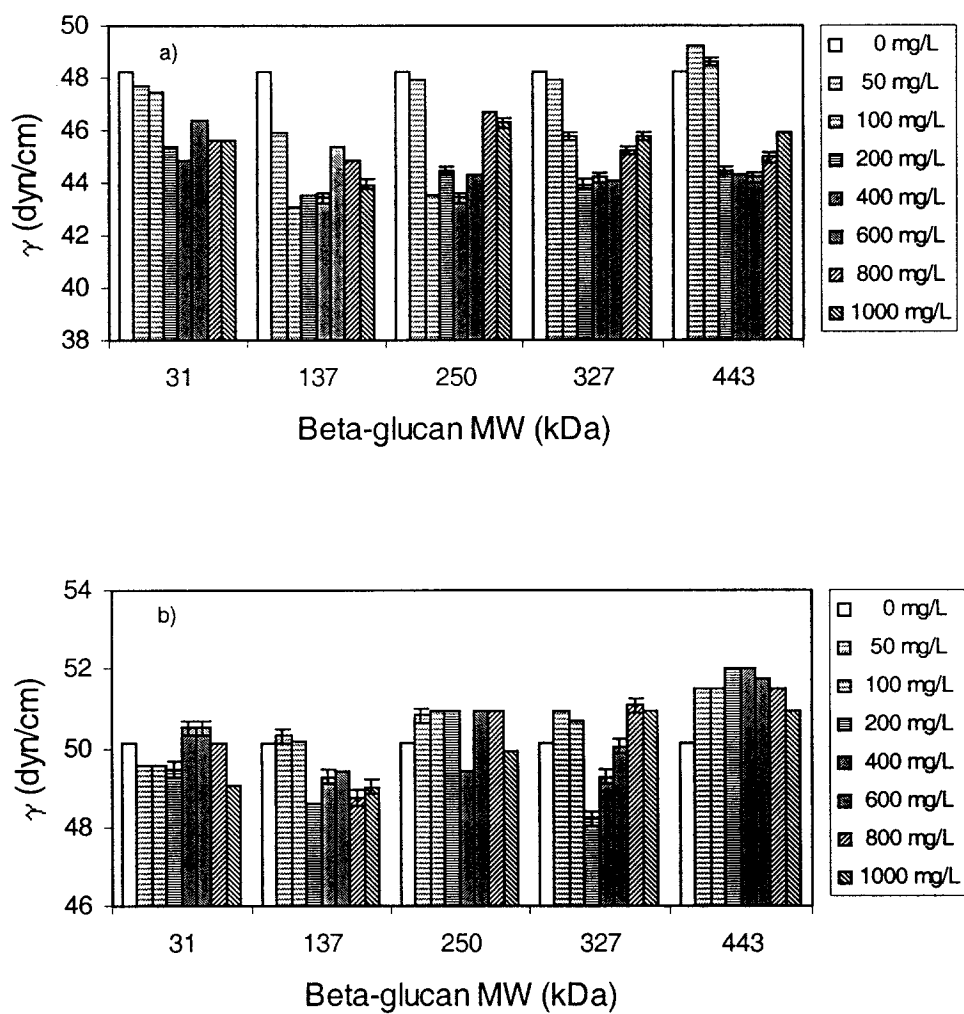 a)
γ (dyn/cm)
50
48
46
44
42
40
38
31 137 250 327 443
Beta-glucan MW (kDa)
0 mg/L
50 mg/L
100 mg/L
200 mg/L
400 mg/L
600 mg/L
800 mg/L
1000 mg/L
b)
γ (dyn/cm)
54
52
50
48
46
31 137 250 327 443
Beta-glucan MW (kDa)
0 mg/L
50 mg/L
100 mg/L
200 mg/L
400 mg/L
600 mg/L
800 mg/L
1000 mg/L